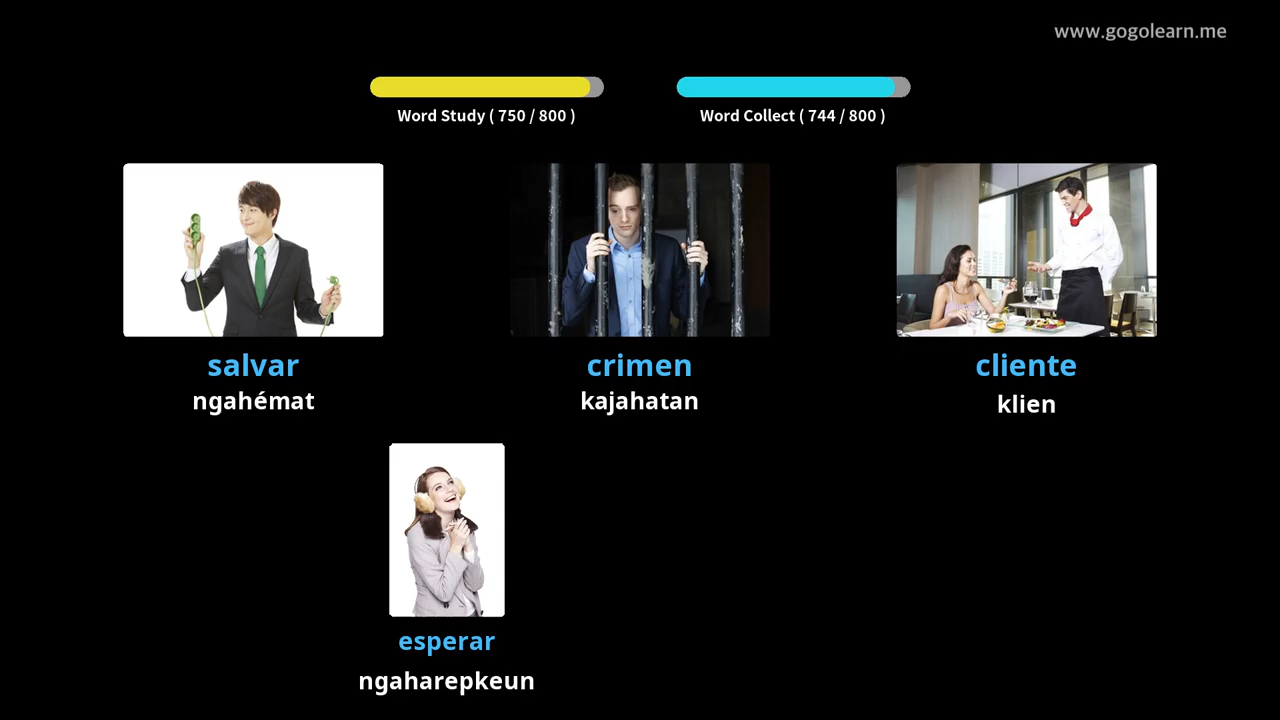 www.gogolearn.me
Word Study ( 750 / 800 )
Word Collect ( 744 / 800 )
salvar
ngahémat
crimen
kajahatan
cliente
klien
esperar
ngaharepkeun